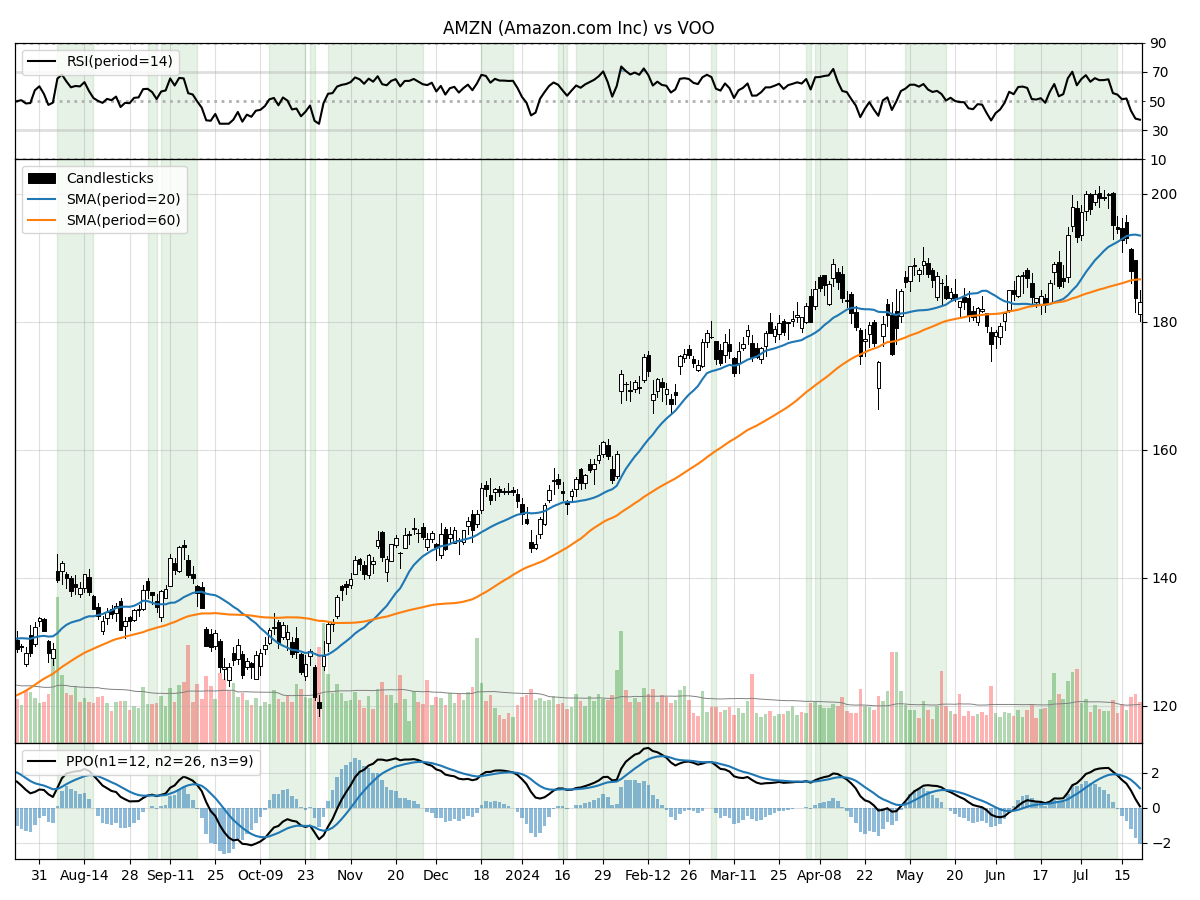 AMZN (Amazon.com Inc) vs VOO
RSI(period=14)
90
70
50
30
10
Candlesticks
SMA(period=20)
SMA(period=60)
200
180
160
140
120
PPO(n1=12, n2=26, n3=9)
2
0
−2
31 Aug-14 28 Sep-11 25 Oct-09 23 Nov 20 Dec 18 2024 16 29 Feb-12 26 Mar-11 25 Apr-08 22 May 20 Jun 17 Jul 15